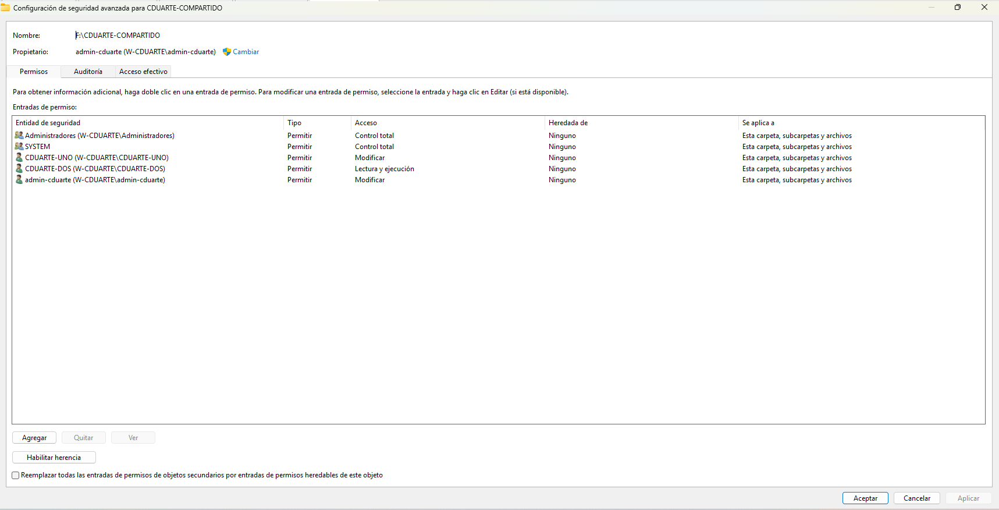 Configuración de seguridad avanzada para CDUARTE-COMPARTIDO
Nombre: F:\CDUARTE-COMPARTIDO
Propietario: admin-cduarte (W-CDUARTE\admin-cduarte) Cambiar
Permisos Auditoría Acceso efectivo
Para obtener información adicional, haga doble clic en una entrada de permiso. Para modificar una entrada de permiso, seleccione la entrada y haga clic en Editar (si está disponible).
Entradas de permiso:
Entidad de seguridad Tipo Acceso Heredada de Se aplica a
Administradores (W-CDUARTE\Administradores) Permitir Control total Ninguno Esta carpeta, subcarpetas y archivos
SYSTEM Permitir Control total Ninguno Esta carpeta, subcarpetas y archivos
CDUARTE-UNO (W-CDUARTE\CDUARTE-UNO) Permitir Modificar Ninguno Esta carpeta, subcarpetas y archivos
CDUARTE-DOS (W-CDUARTE\CDUARTE-DOS) Permitir Lectura y ejecución Ninguno Esta carpeta, subcarpetas y archivos
admin-cduarte (W-CDUARTE\admin-cduarte) Permitir Modificar Ninguno Esta carpeta, subcarpetas y archivos
Agregar Quitar Ver
Habilitar herencia
Reemplazar todas las entradas de permisos de objetos secundarios por entradas de permisos heredables de este objeto
Aceptar Cancelar Aplicar